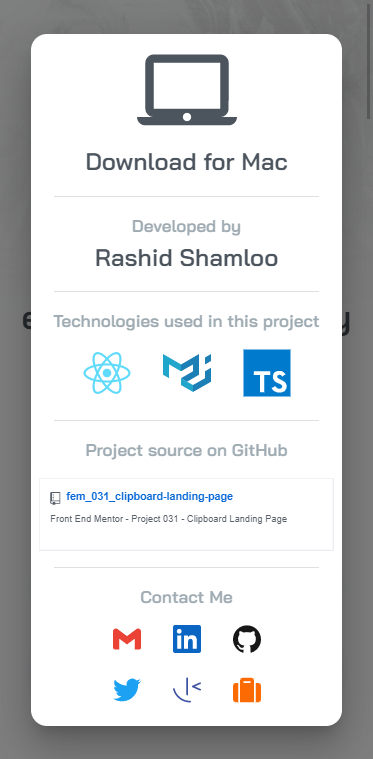 Download for Mac
Developed by
Rashid Shamloo
Technologies used in this project
TS
Project source on GitHub
fem_031_clipboard-landing-page
Front End Mentor - Project 031 - Clipboard Landing Page
Contact Me
in